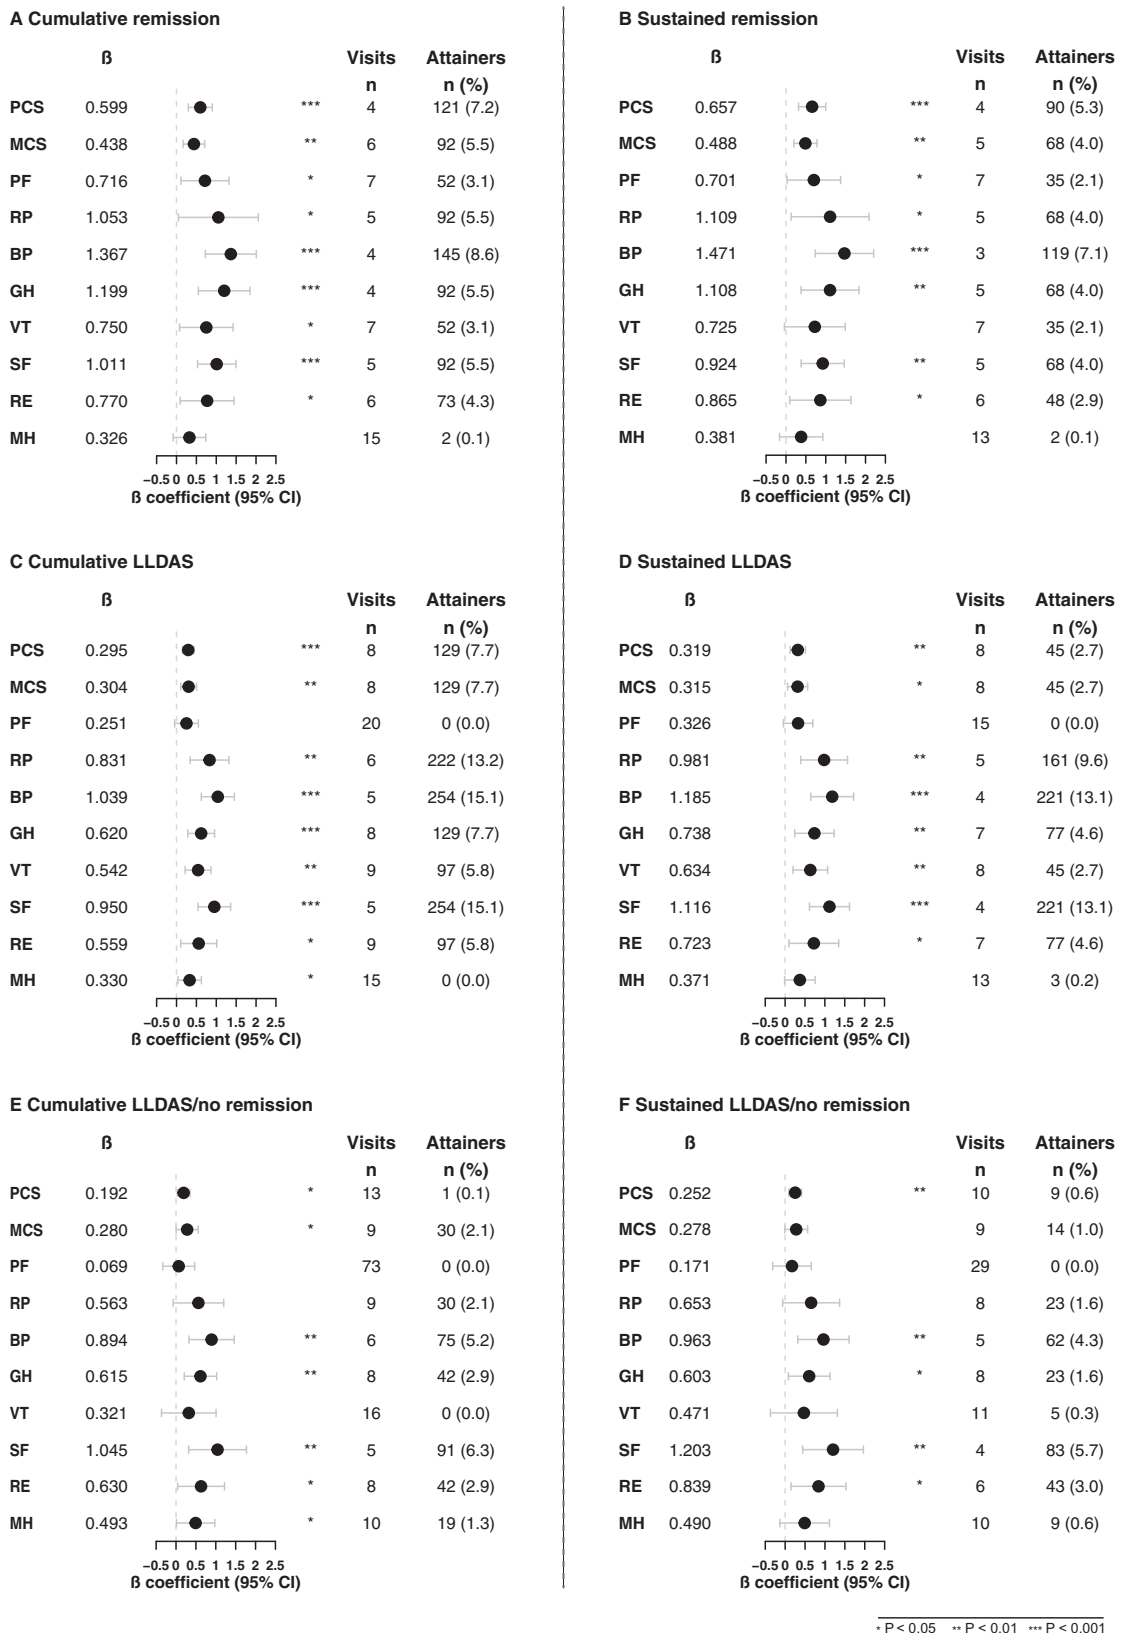 A Cumulative remission
ß Visits Attainers
n n (%)
PCS 0.599 *** 4 121 (7.2)
MCS 0.438 ** 6 92 (5.5)
PF 0.716 * 7 52 (3.1)
RP 1.053 * 5 92 (5.5)
BP 1.367 *** 4 145 (8.6)
GH 1.199 *** 4 92 (5.5)
VT 0.750 * 7 52 (3.1)
SF 1.011 *** 5 92 (5.5)
RE 0.770 * 6 73 (4.3)
MH 0.326 15 2 (0.1)
−0.5 0 0.5 1 1.5 2 2.5
ß coefficient (95% CI)
B Sustained remission
ß Visits Attainers
n n (%)
PCS 0.657 *** 4 90 (5.3)
MCS 0.488 ** 5 68 (4.0)
PF 0.701 * 7 35 (2.1)
RP 1.109 * 5 68 (4.0)
BP 1.471 *** 3 119 (7.1)
GH 1.108 ** 5 68 (4.0)
VT 0.725 7 35 (2.1)
SF 0.924 ** 5 68 (4.0)
RE 0.865 * 6 48 (2.9)
MH 0.381 13 2 (0.1)
−0.5 0 0.5 1 1.5 2 2.5
ß coefficient (95% CI)
C Cumulative LLDAS
ß Visits Attainers
n n (%)
PCS 0.295 *** 8 129 (7.7)
MCS 0.304 ** 8 129 (7.7)
PF 0.251 20 0 (0.0)
RP 0.831 ** 6 222 (13.2)
BP 1.039 *** 5 254 (15.1)
GH 0.620 *** 8 129 (7.7)
VT 0.542 ** 9 97 (5.8)
SF 0.950 *** 5 254 (15.1)
RE 0.559 * 9 97 (5.8)
MH 0.330 * 15 0 (0.0)
−0.5 0 0.5 1 1.5 2 2.5
ß coefficient (95% CI)
D Sustained LLDAS
ß Visits Attainers
n n (%)
PCS 0.319 ** 8 45 (2.7)
MCS 0.315 * 8 45 (2.7)
PF 0.326 15 0 (0.0)
RP 0.981 ** 5 161 (9.6)
BP 1.185 *** 4 221 (13.1)
GH 0.738 ** 7 77 (4.6)
VT 0.634 ** 8 45 (2.7)
SF 1.116 *** 4 221 (13.1)
RE 0.723 * 7 77 (4.6)
MH 0.371 13 3 (0.2)
−0.5 0 0.5 1 1.5 2 2.5
ß coefficient (95% CI)
E Cumulative LLDAS/no remission
ß Visits Attainers
n n (%)
PCS 0.192 * 13 1 (0.1)
MCS 0.280 * 9 30 (2.1)
PF 0.069 73 0 (0.0)
RP 0.563 9 30 (2.1)
BP 0.894 ** 6 75 (5.2)
GH 0.615 ** 8 42 (2.9)
VT 0.321 16 0 (0.0)
SF 1.045 ** 5 91 (6.3)
RE 0.630 * 8 42 (2.9)
MH 0.493 * 10 19 (1.3)
−0.5 0 0.5 1 1.5 2 2.5
ß coefficient (95% CI)
F Sustained LLDAS/no remission
ß Visits Attainers
n n (%)
PCS 0.252 ** 10 9 (0.6)
MCS 0.278 9 14 (1.0)
PF 0.171 29 0 (0.0)
RP 0.653 8 23 (1.6)
BP 0.963 ** 5 62 (4.3)
GH 0.603 * 8 23 (1.6)
VT 0.471 11 5 (0.3)
SF 1.203 ** 4 83 (5.7)
RE 0.839 * 6 43 (3.0)
MH 0.490 10 9 (0.6)
−0.5 0 0.5 1 1.5 2 2.5
ß coefficient (95% CI)
* P < 0.05 ** P < 0.01 *** P < 0.001